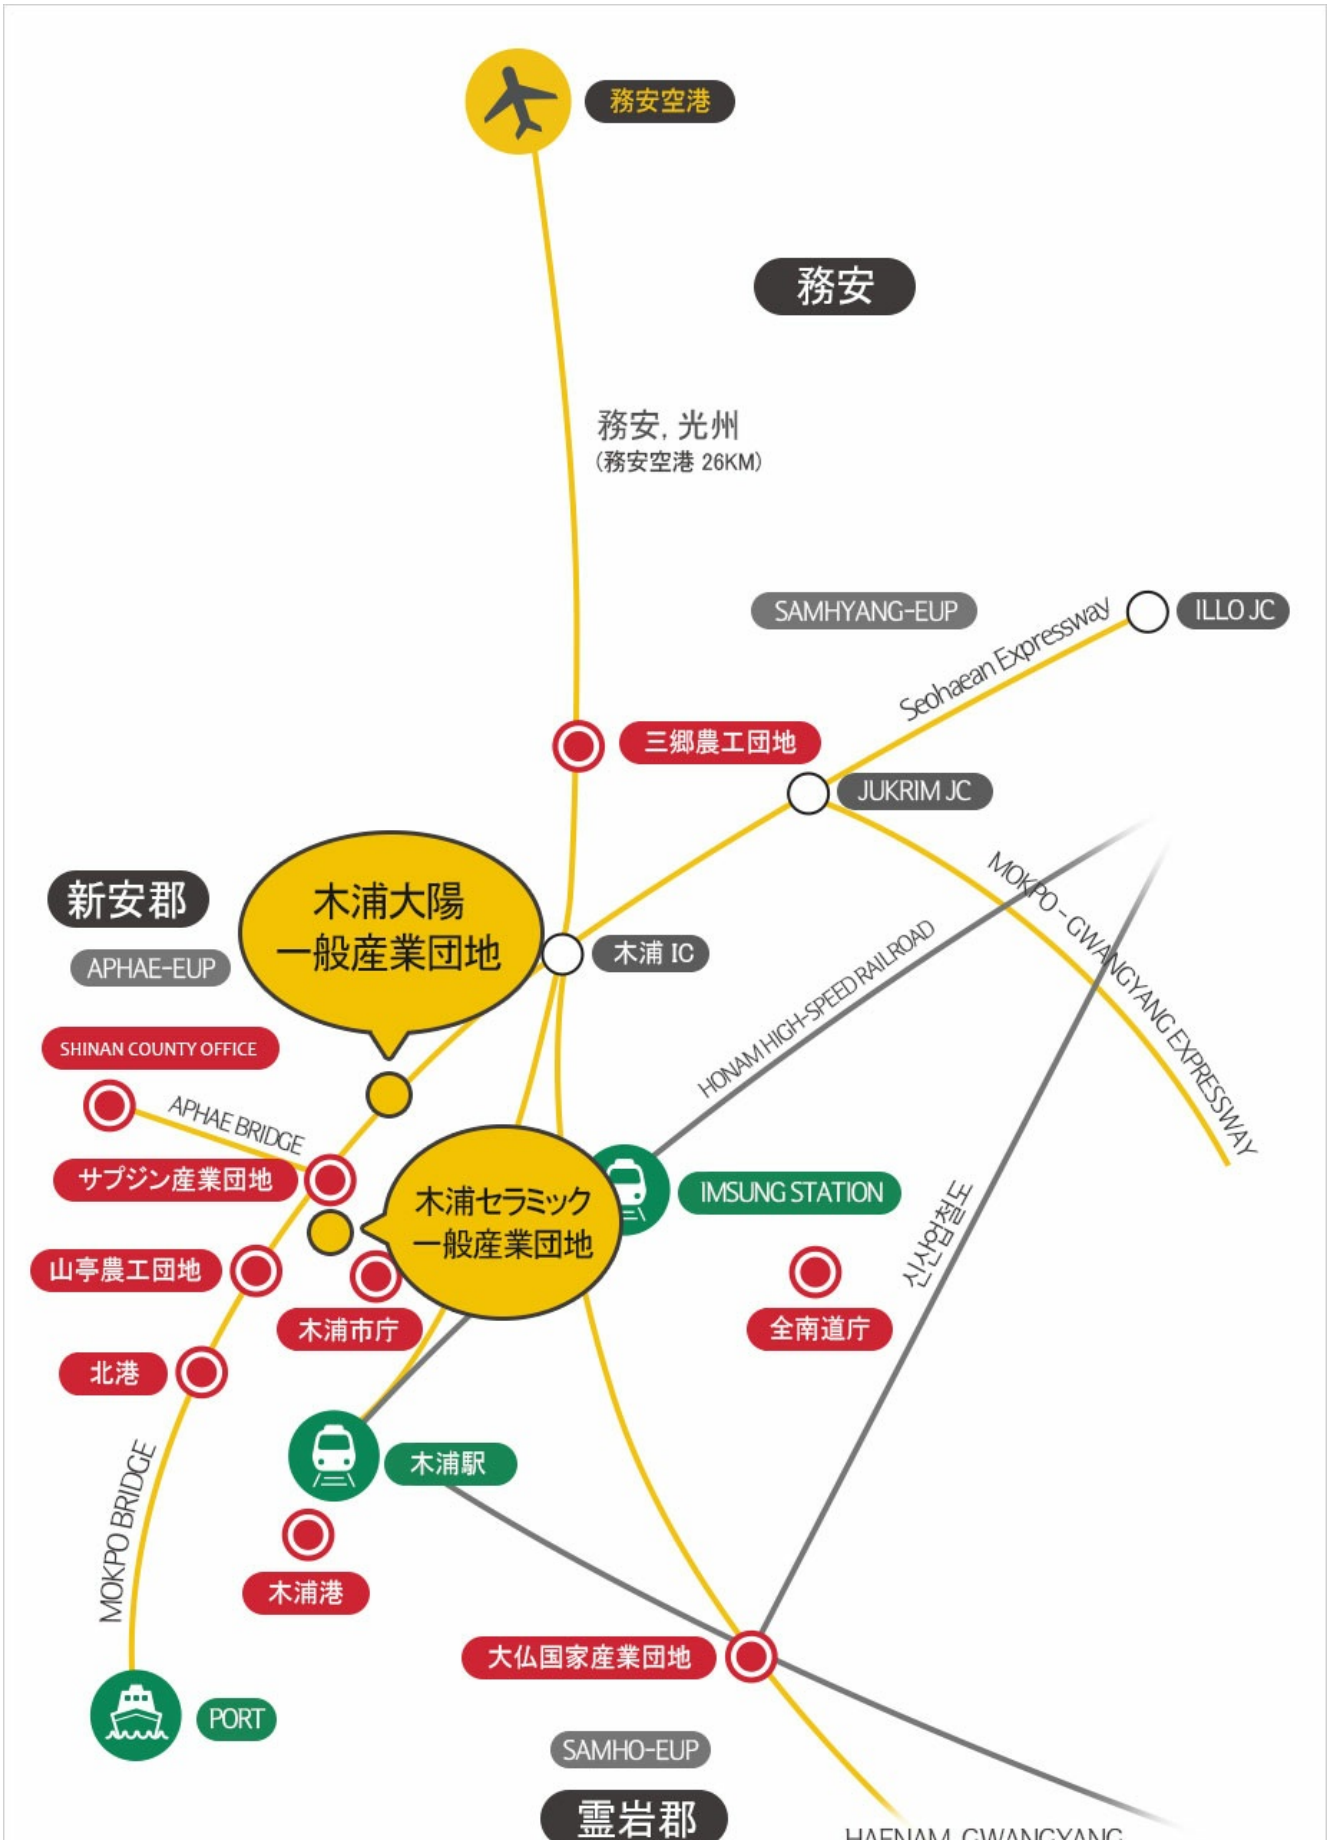 務安空港
務安
務安, 光州
(務安空港 26KM)
SAMHYANG-EUP
Seohaean Expressway
ILLO JC
三郷農工団地
JUKRIM JC
木浦大陽
一般産業団地
新安郡
APHAE-EUP
木浦 IC
MOKPO - GWANGYANG EXPRESSWAY
HONAM HIGH-SPEED RAILROAD
SHINAN COUNTY OFFICE
APHAE BRIDGE
サプジン産業団地
木浦セラミック
一般産業団地
IMSUNG STATION
신산업철도
山亭農工団地
木浦市庁
全南道庁
北港
木浦駅
MOKPO BRIDGE
木浦港
大仏国家産業団地
PORT
SAMHO-EUP
霊岩郡
HAENAM, GWANGYANG